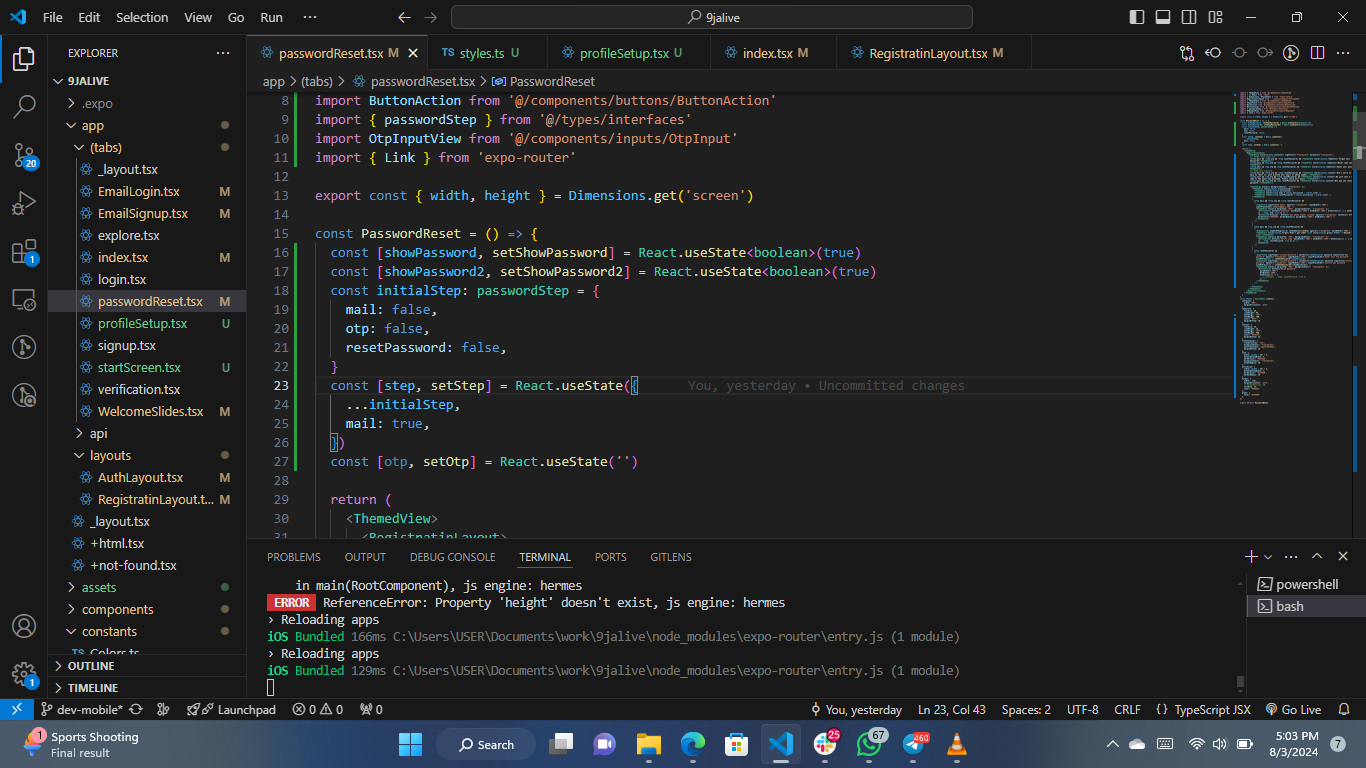 File Edit Selection View Go Run ··· 9jalive
EXPLORER ···
9JALIVE
.expo
app
(tabs)
_layout.tsx
EmailLogin.tsx M
EmailSignup.tsx M
explore.tsx
index.tsx M
login.tsx
passwordReset.tsx M
profileSetup.tsx U
signup.tsx
startScreen.tsx U
verification.tsx
WelcomeSlides.tsx M
api
layouts
AuthLayout.tsx M
RegistratinLayout.t... M
_layout.tsx
+html.tsx
+not-found.tsx
assets
components
constants
TS Colors.ts
OUTLINE
TIMELINE
20
1
1
passwordReset.tsx M TS styles.ts U profileSetup.tsx U index.tsx M RegistratinLayout.tsx M
app > (tabs) > passwordReset.tsx > PasswordReset
8 import ButtonAction from '@/components/buttons/ButtonAction'
9 import { passwordStep } from '@/types/interfaces'
10 import OtpInputView from '@/components/inputs/OtpInput'
11 import { Link } from 'expo-router'
12
13 export const { width, height } = Dimensions.get('screen')
14
15 const PasswordReset = () => {
16 const [showPassword, setShowPassword] = React.useState<boolean>(true)
17 const [showPassword2, setShowPassword2] = React.useState<boolean>(true)
18 const initialStep: passwordStep = {
19 mail: false,
20 otp: false,
21 resetPassword: false,
22 }
23 const [step, setStep] = React.useState({ You, yesterday • Uncommitted changes
24 ...initialStep,
25 mail: true,
26 })
27 const [otp, setOtp] = React.useState('')
28
29 return (
30 <ThemedView>
31 <RegistratinLayout>
PROBLEMS OUTPUT DEBUG CONSOLE TERMINAL PORTS GITLENS
in main(RootComponent), js engine: hermes
ERROR ReferenceError: Property 'height' doesn't exist, js engine: hermes
› Reloading apps
iOS Bundled 166ms C:\Users\USER\Documents\work\9jalive\node_modules\expo-router\entry.js (1 module)
› Reloading apps
iOS Bundled 129ms C:\Users\USER\Documents\work\9jalive\node_modules\expo-router\entry.js (1 module)
powershell
bash
dev-mobile* Launchpad 0 0 0 You, yesterday Ln 23, Col 43 Spaces: 2 UTF-8 CRLF {} TypeScript JSX Go Live
1 Sports Shooting
Final result
Search
25
67
460
5:03 PM
8/3/2024
7